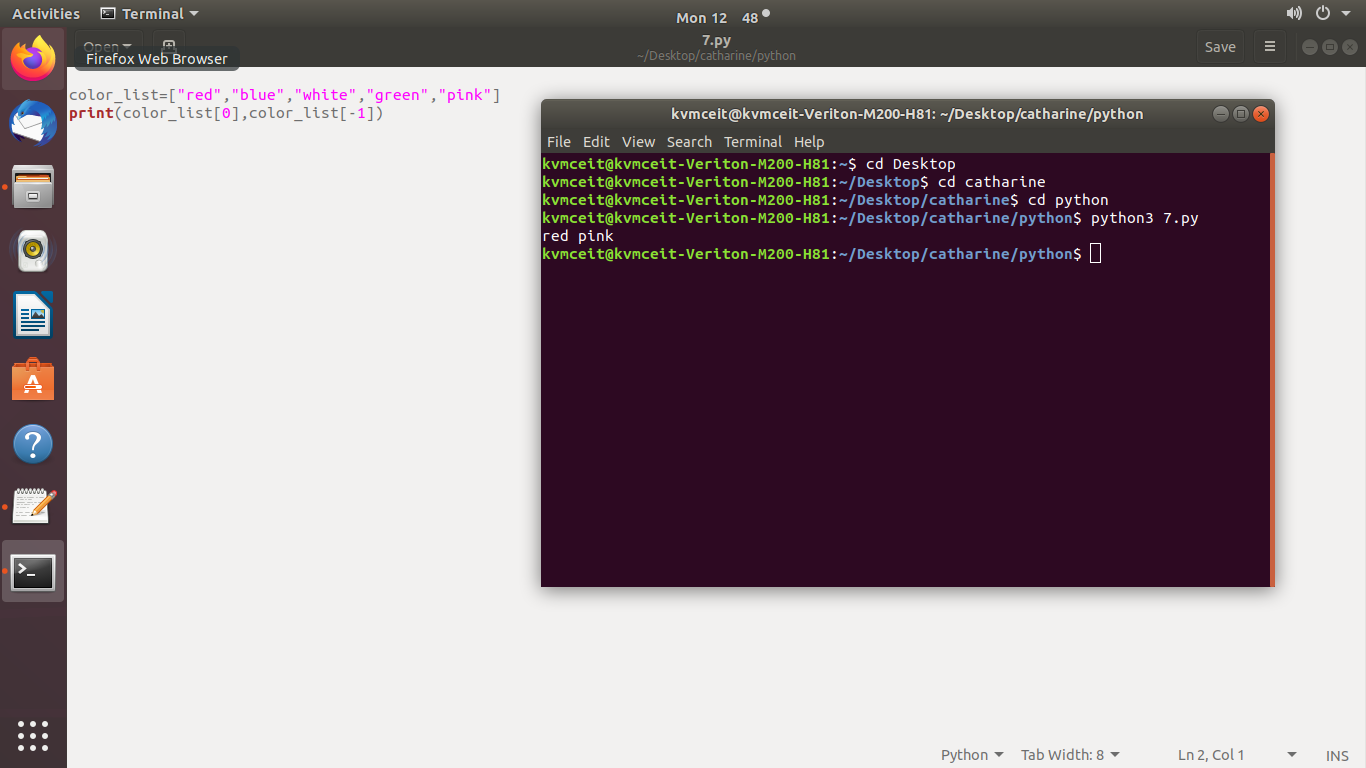 Activities Terminal Mon 12 48
Open 7.py Save
~/Desktop/catharine/python
Firefox Web Browser
color_list=["red","blue","white","green","pink"]
print(color_list[0],color_list[-1])
kvmceit@kvmceit-Veriton-M200-H81: ~/Desktop/catharine/python
File Edit View Search Terminal Help
kvmceit@kvmceit-Veriton-M200-H81:~$ cd Desktop
kvmceit@kvmceit-Veriton-M200-H81:~/Desktop$ cd catharine
kvmceit@kvmceit-Veriton-M200-H81:~/Desktop/catharine$ cd python
kvmceit@kvmceit-Veriton-M200-H81:~/Desktop/catharine/python$ python3 7.py
red pink
kvmceit@kvmceit-Veriton-M200-H81:~/Desktop/catharine/python$
Python Tab Width: 8 Ln 2, Col 1 INS